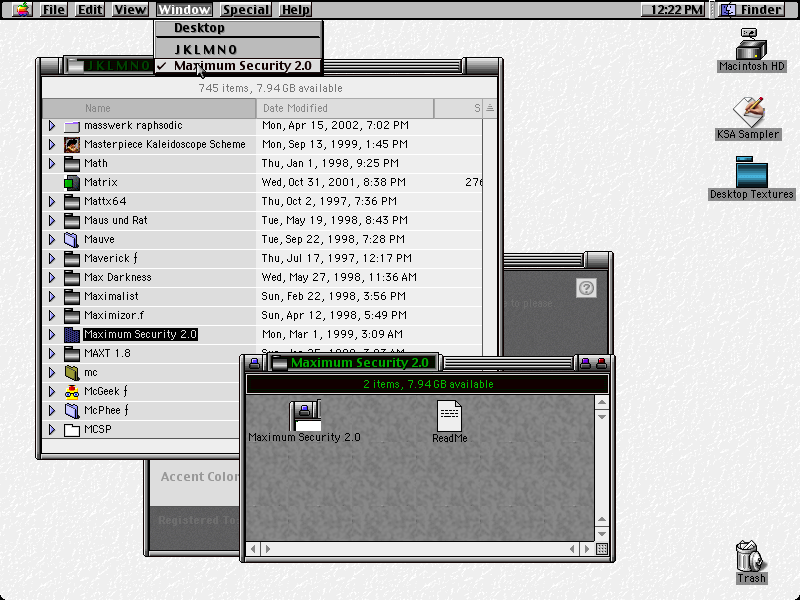 File Edit View Window Special Help 12:22 PM Finder
Desktop
J K L M N O
✓ Maximum Security 2.0
J K L M N O
745 items, 7.94 GB available
Name Date Modified S
masswerk raphsodic Mon, Apr 15, 2002, 7:02 PM
Masterpiece Kaleidoscope Scheme Mon, Sep 13, 1999, 1:45 PM
Math Thu, Jan 1, 1998, 9:25 PM
Matrix Wed, Oct 31, 2001, 8:38 PM 276
Mattx64 Thu, Oct 2, 1997, 7:36 PM
Maus und Rat Tue, May 19, 1998, 8:43 PM
Mauve Tue, Sep 22, 1998, 7:28 PM
Maverick ƒ Thu, Jul 17, 1997, 12:17 PM
Max Darkness Wed, May 27, 1998, 11:36 AM
Maximalist Sun, Feb 22, 1998, 3:56 PM
Maximizor.f Sun, Apr 12, 1998, 5:49 PM
Maximum Security 2.0 Mon, Mar 1, 1999, 3:09 AM
MAXT 1.8
mc
McGeek ƒ
McPhee ƒ
MCSP
Macintosh HD
KSA Sampler
Desktop Textures
to please
?
Maximum Security 2.0
2 items, 7.94 GB available
Maximum Security 2.0
ReadMe
Accent Color
Registered To
Trash